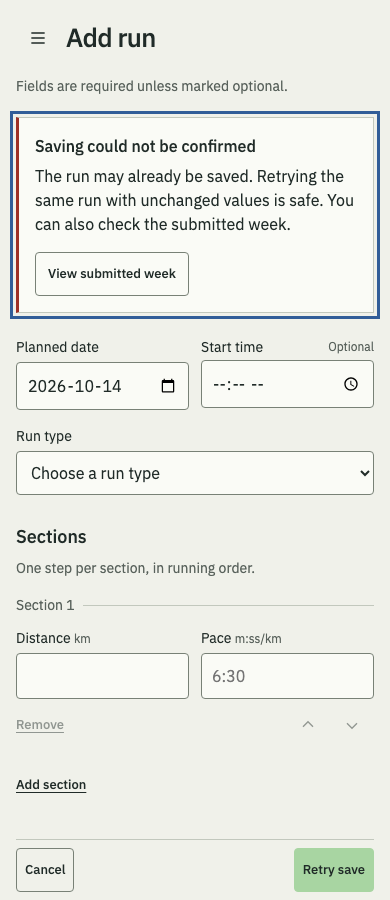 Add run
Fields are required unless marked optional.
Saving could not be confirmed
The run may already be saved. Retrying the
same run with unchanged values is safe. You
can also check the submitted week.
View submitted week
Planned date
Start time Optional
2026-10-14
--:-- --
Run type
Choose a run type
Sections
One step per section, in running order.
Section 1
Distance km
Pace m:ss/km
6:30
Remove
Add section
Cancel
Retry save